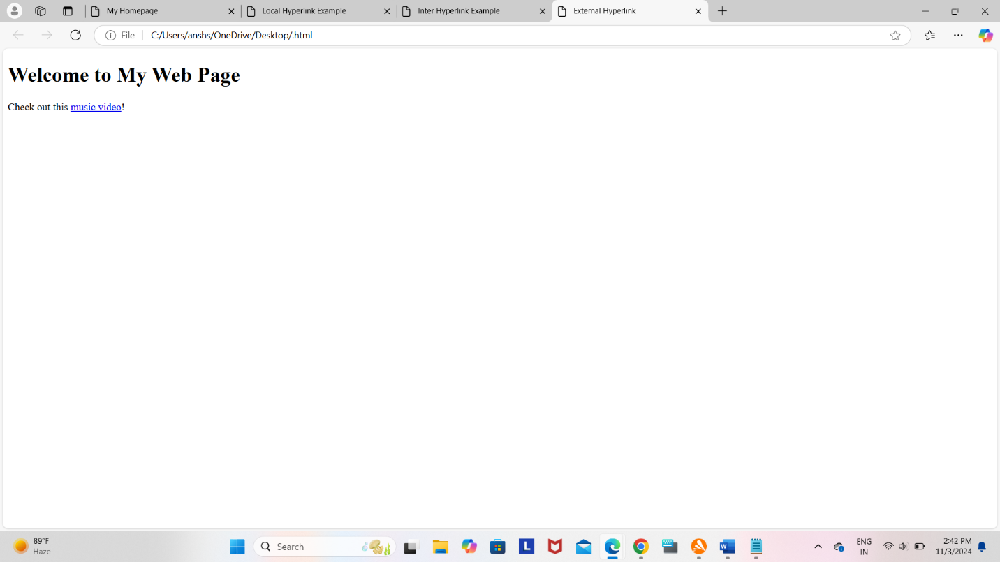 My Homepage
Local Hyperlink Example
Inter Hyperlink Example
External Hyperlink
File
C:/Users/anshs/OneDrive/Desktop/.html
Welcome to My Web Page
Check out this music video!
89°F
Haze
Search
L
W
ENG
IN
2:42 PM
11/3/2024